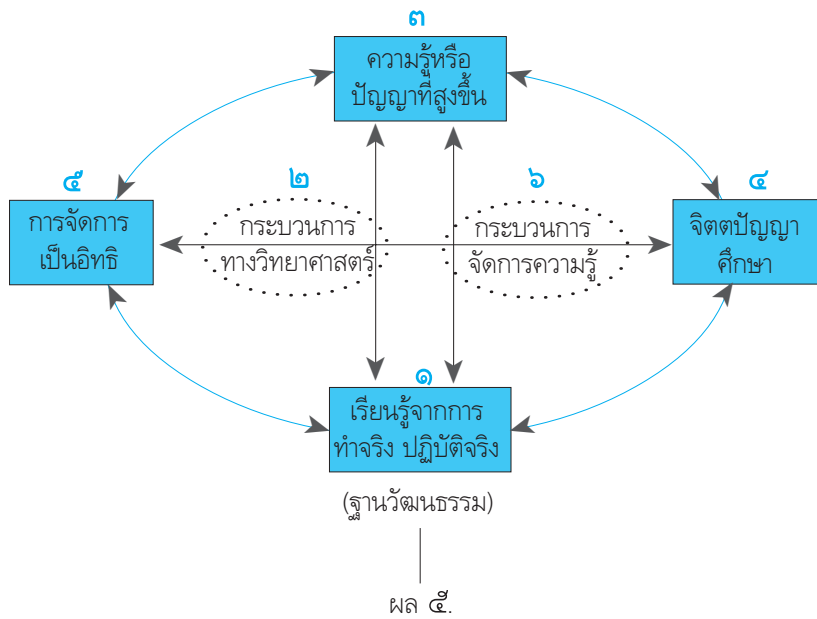 ๓
ความรู้หรือ
ปัญญาที่สูงขึ้น
๕
การจัดการ
เป็นอิทธิ
๒
กระบวนการ
ทางวิทยาศาสตร์
๖
กระบวนการ
จัดการความรู้
๔
จิตตปัญญา
ศึกษา
๑
เรียนรู้จากการ
ทำจริง ปฏิบัติจริง
(ฐานวัฒนธรรม)
ผล ๕.